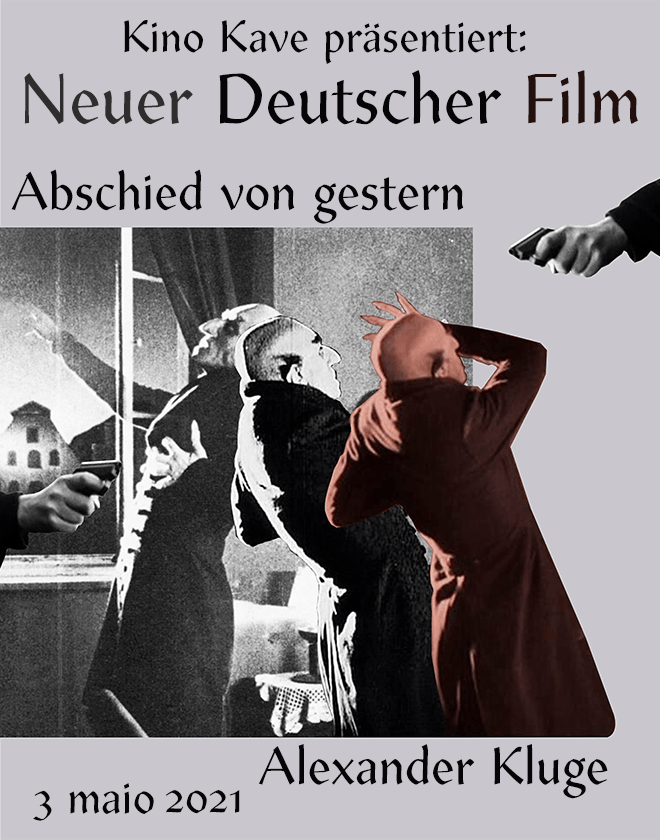 Kino Kave präsentiert:
Neuer Deutscher Film
Abschied von gestern
Alexander Kluge
3 maio 2021